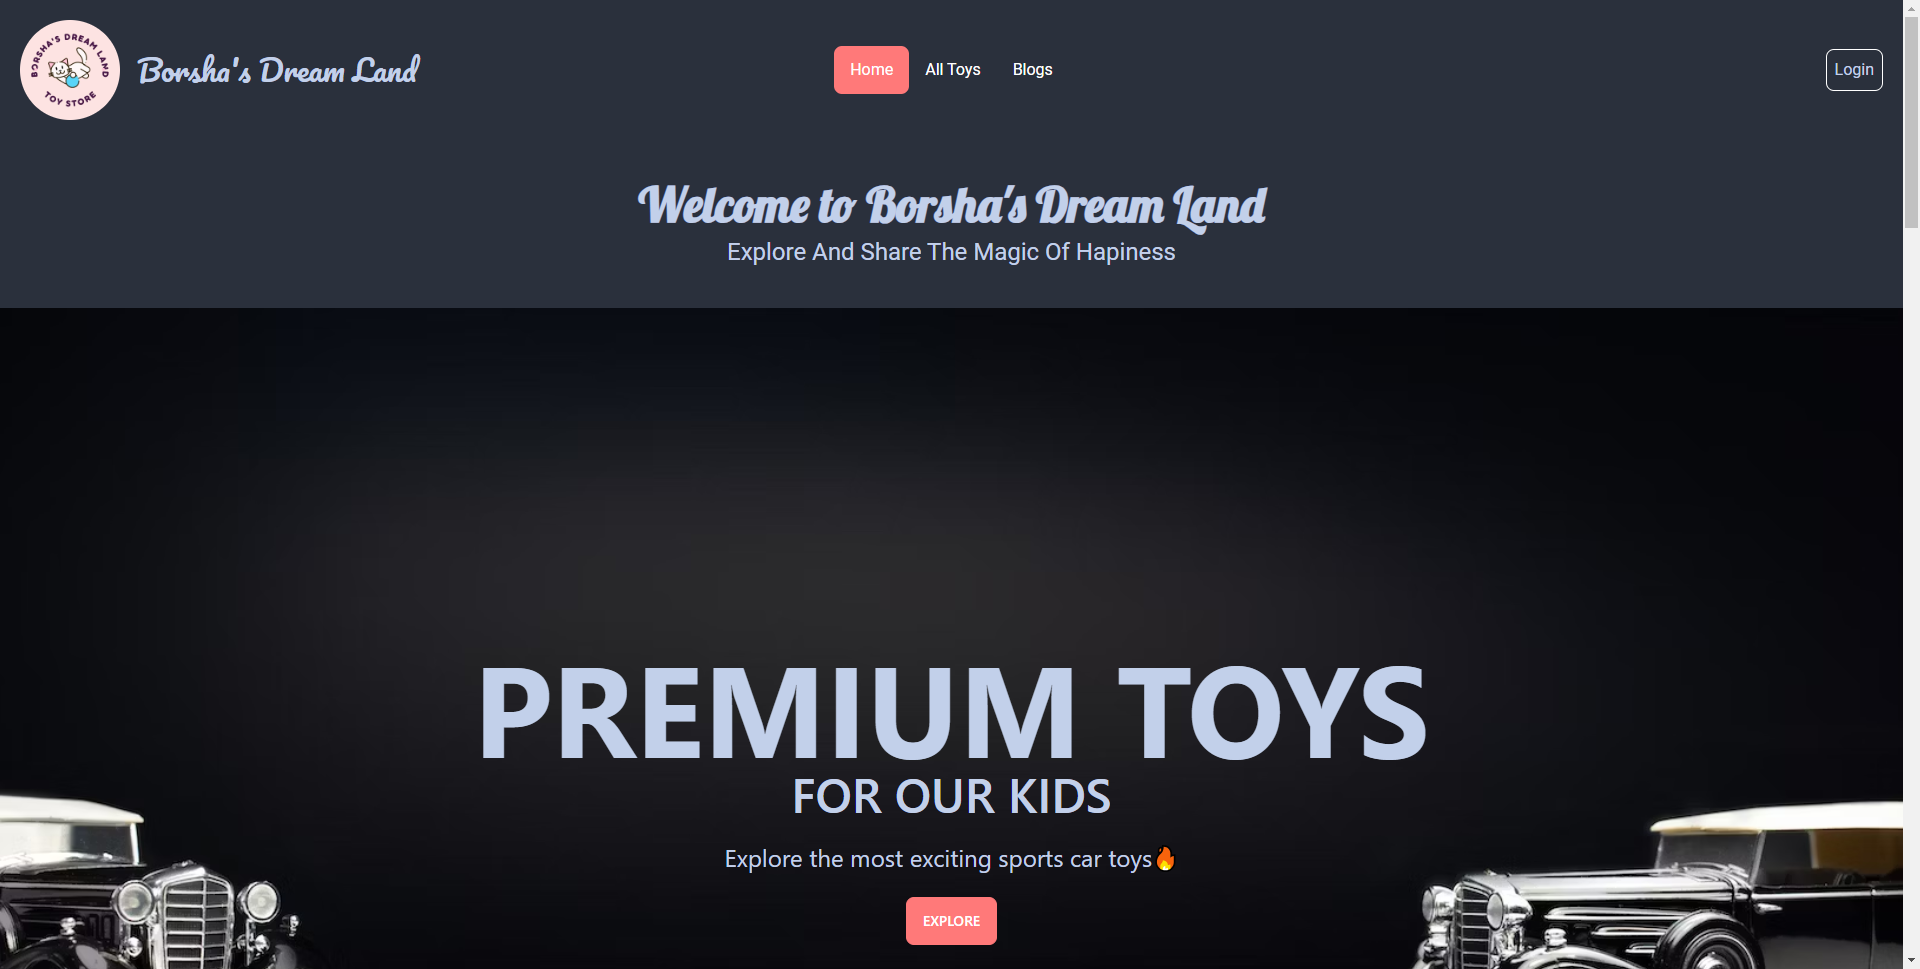 BORSHA'S DREAM LAND
TOY STORE
Borsha's Dream Land
Home
All Toys
Blogs
Login
Welcome to Borsha's Dream Land
Explore And Share The Magic Of Hapiness
PREMIUM TOYS
FOR OUR KIDS
Explore the most exciting sports car toys🔥
EXPLORE